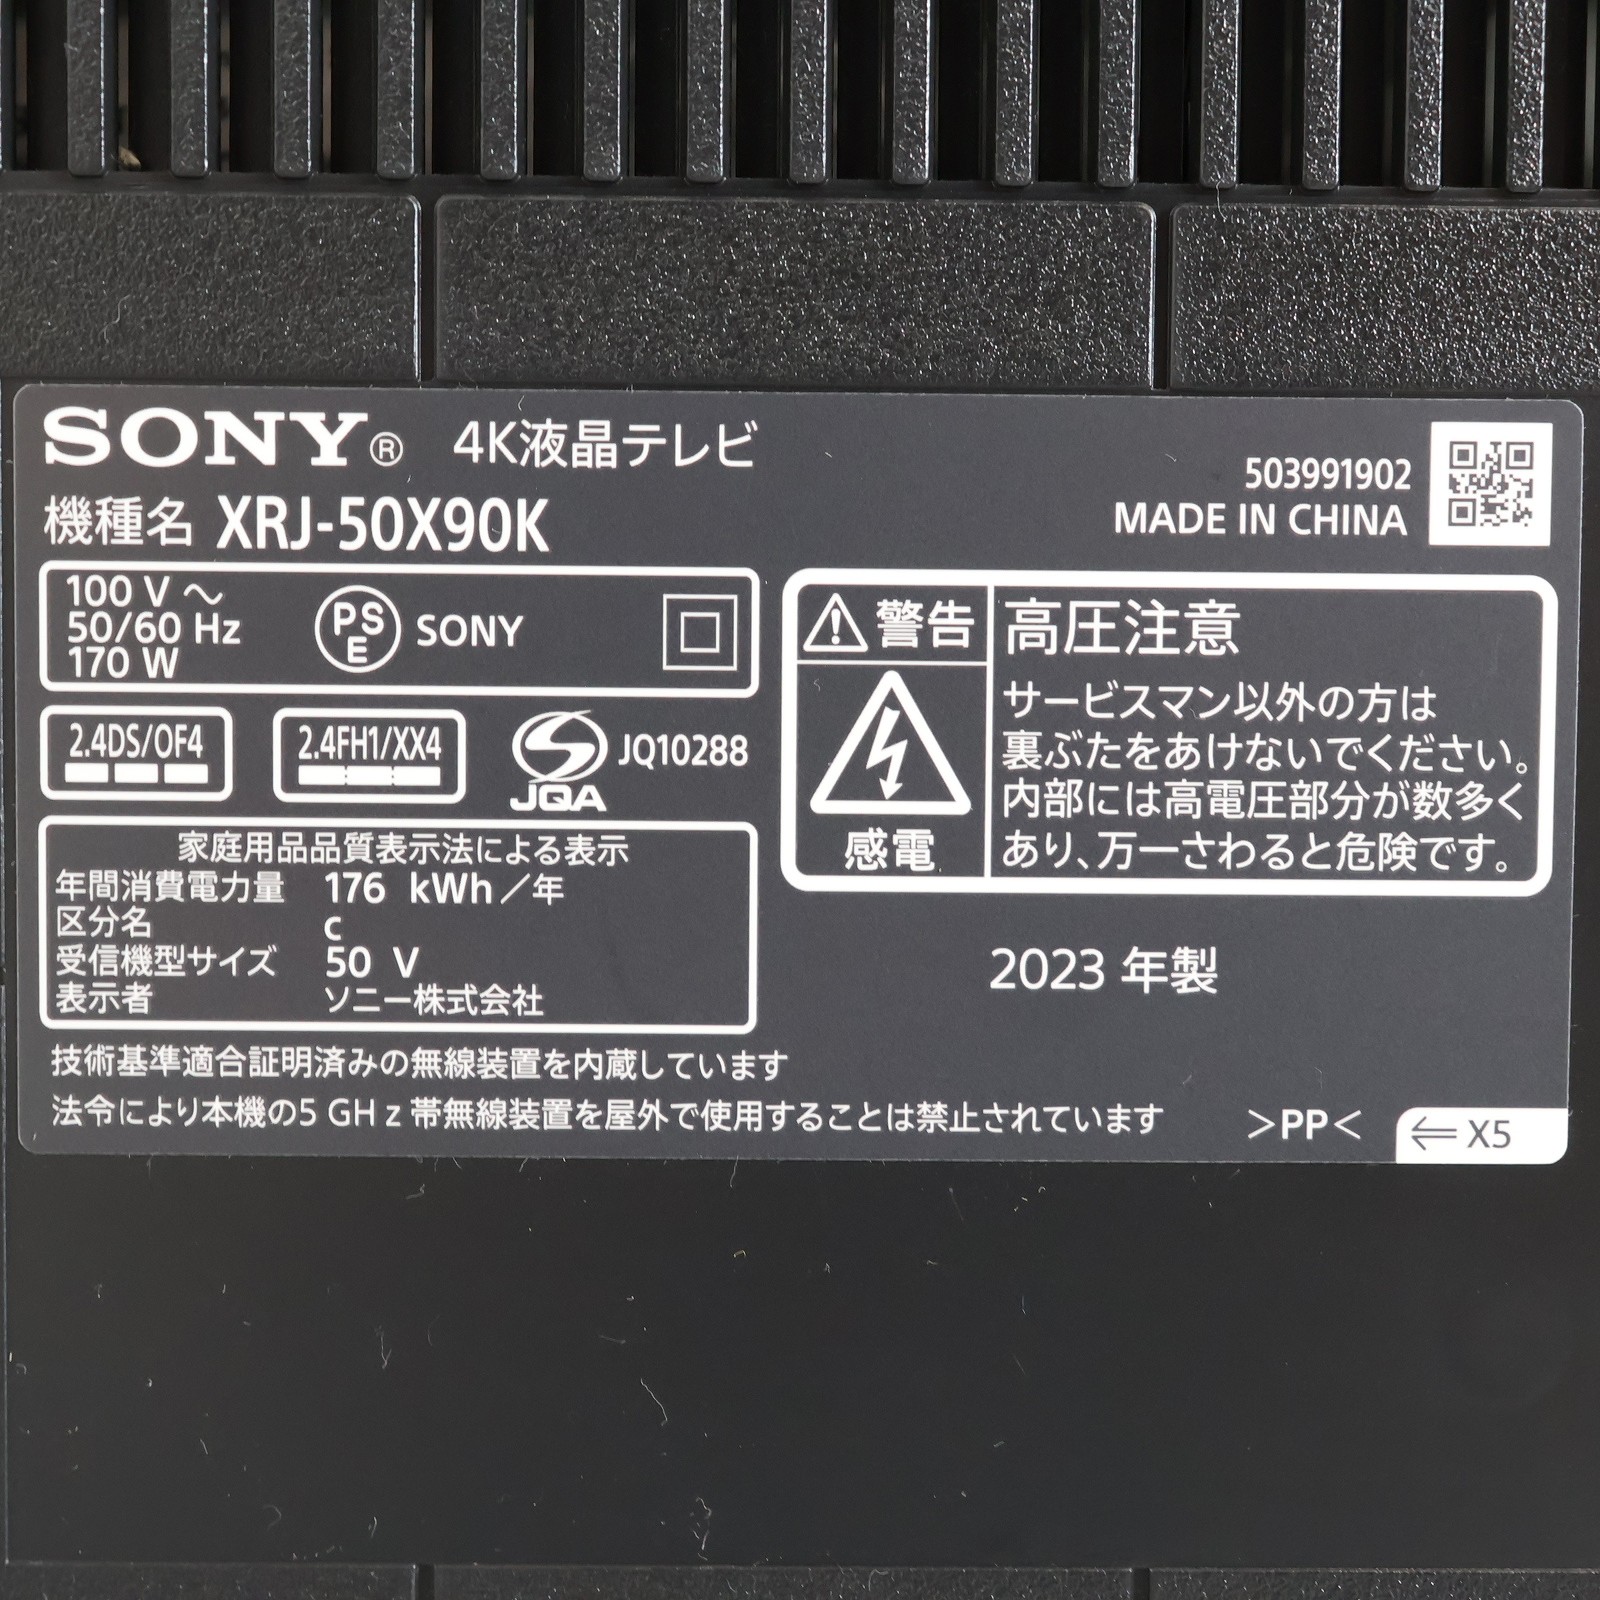 SONY® 4K液晶テレビ
機種名 XRJ-50X90K
503991902
MADE IN CHINA
100 V ～
50/60 Hz
170 W
PSE SONY
2.4DS/OF4
2.4FH1/XX4
JQA JQ10288
家庭用品品質表示法による表示
年間消費電力量 176 kWh／年
区分名 c
受信機型サイズ 50 V
表示者 ソニー株式会社
警告
感電
高圧注意
サービスマン以外の方は
裏ぶたをあけないでください。
内部には高電圧部分が数多く
あり、万一さわると危険です。
2023 年製
技術基準適合証明済みの無線装置を内蔵しています
法令により本機の5 GHz 帯無線装置を屋外で使用することは禁止されています
>PP<
⇐ X5